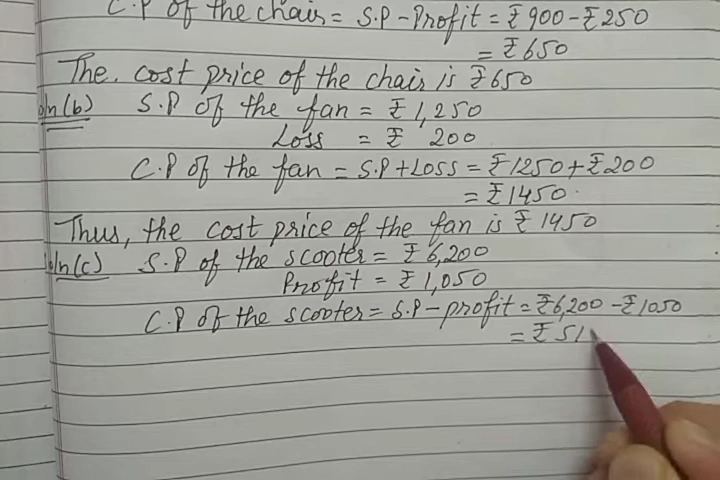 C.P of the chair = S.P - Profit = ₹900 - ₹250
= ₹650
The cost price of the chair is ₹650
oln(b) S.P of the fan = ₹1,250
Loss = ₹ 200
C.P of the fan = S.P + Loss = ₹1250 + ₹200
= ₹1450
Thus, the cost price of the fan is ₹1450
oln(c) S.P of the scooter = ₹6,200
Profit = ₹1,050
C.P of the scooter = S.P - profit = ₹6,200 - ₹1050
= ₹51